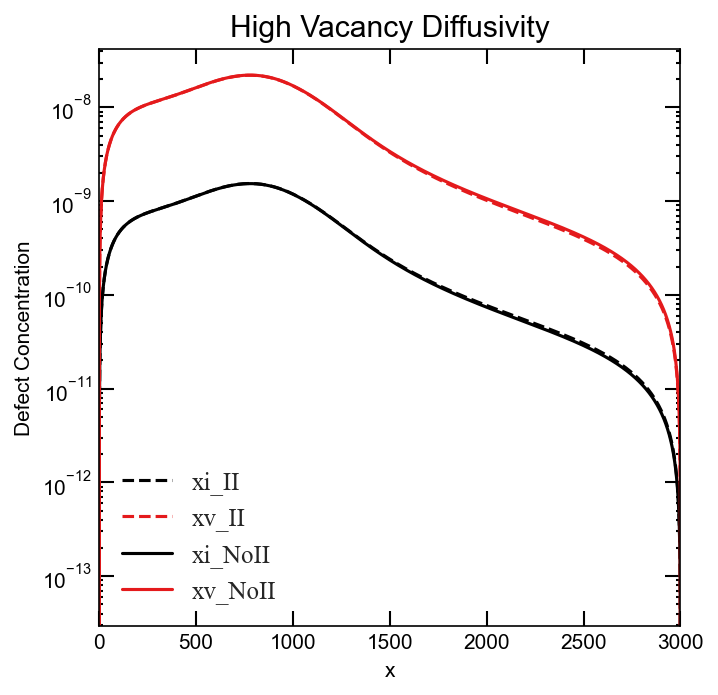 High Vacancy Diffusivity
Defect Concentration
10⁻⁸
10⁻⁹
10⁻¹⁰
10⁻¹¹
10⁻¹²
10⁻¹³
xi_II
xv_II
xi_NoII
xv_NoII
0 500 1000 1500 2000 2500 3000
x